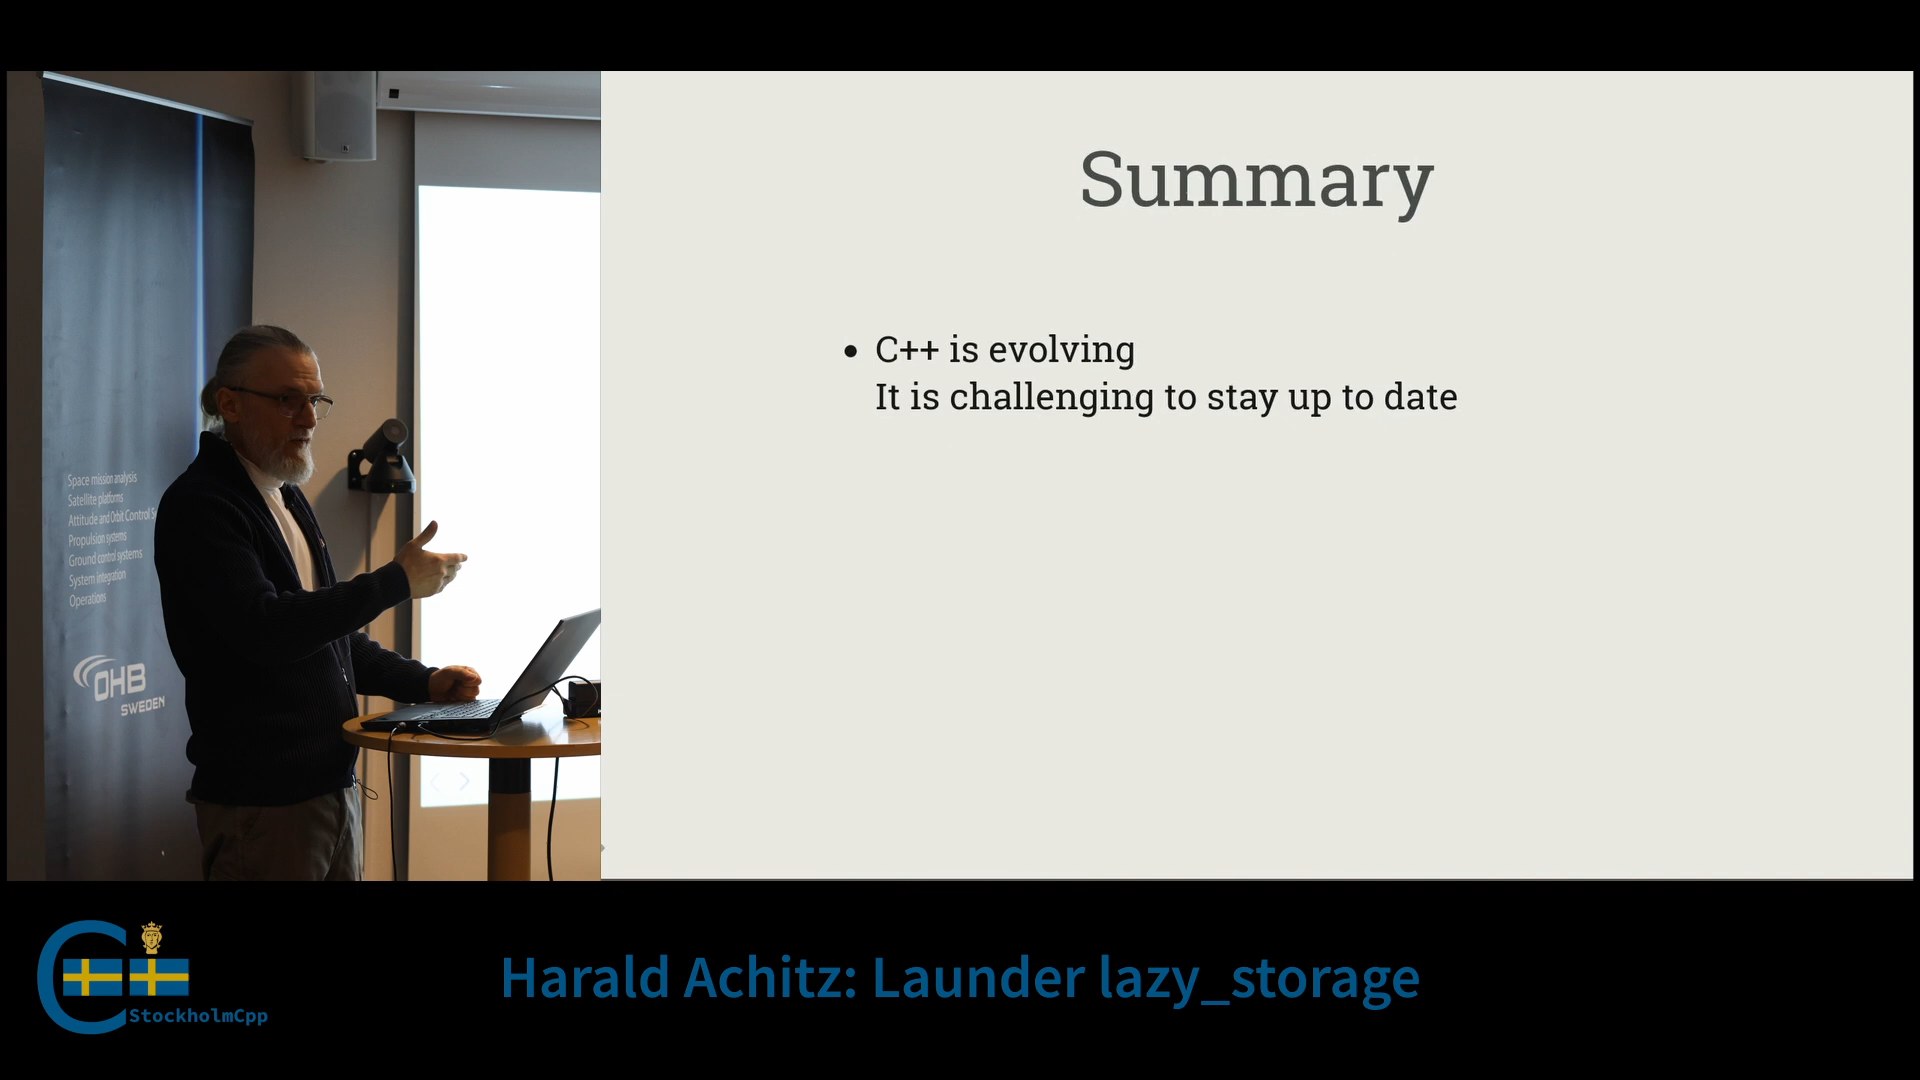 Summary
• C++ is evolving
It is challenging to stay up to date
Space mission analysis
Satellite platforms
Attitude and Orbit Control S
Propulsion systems
Ground control systems
System integration
Operations
OHB
SWEDEN
StockholmCpp
Harald Achitz: Launder lazy_storage